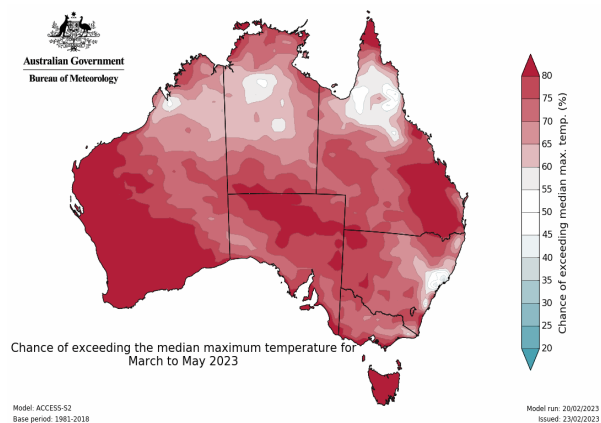 Australian Government
Bureau of Meteorology
80
75
70
65
60
55
50
45
40
35
30
25
20
Chance of exceeding median max. temp. (%)
Chance of exceeding the median maximum temperature for
March to May 2023
Model: ACCESS-S2
Base period: 1981-2018
Model run: 20/02/2023
Issued: 23/02/2023